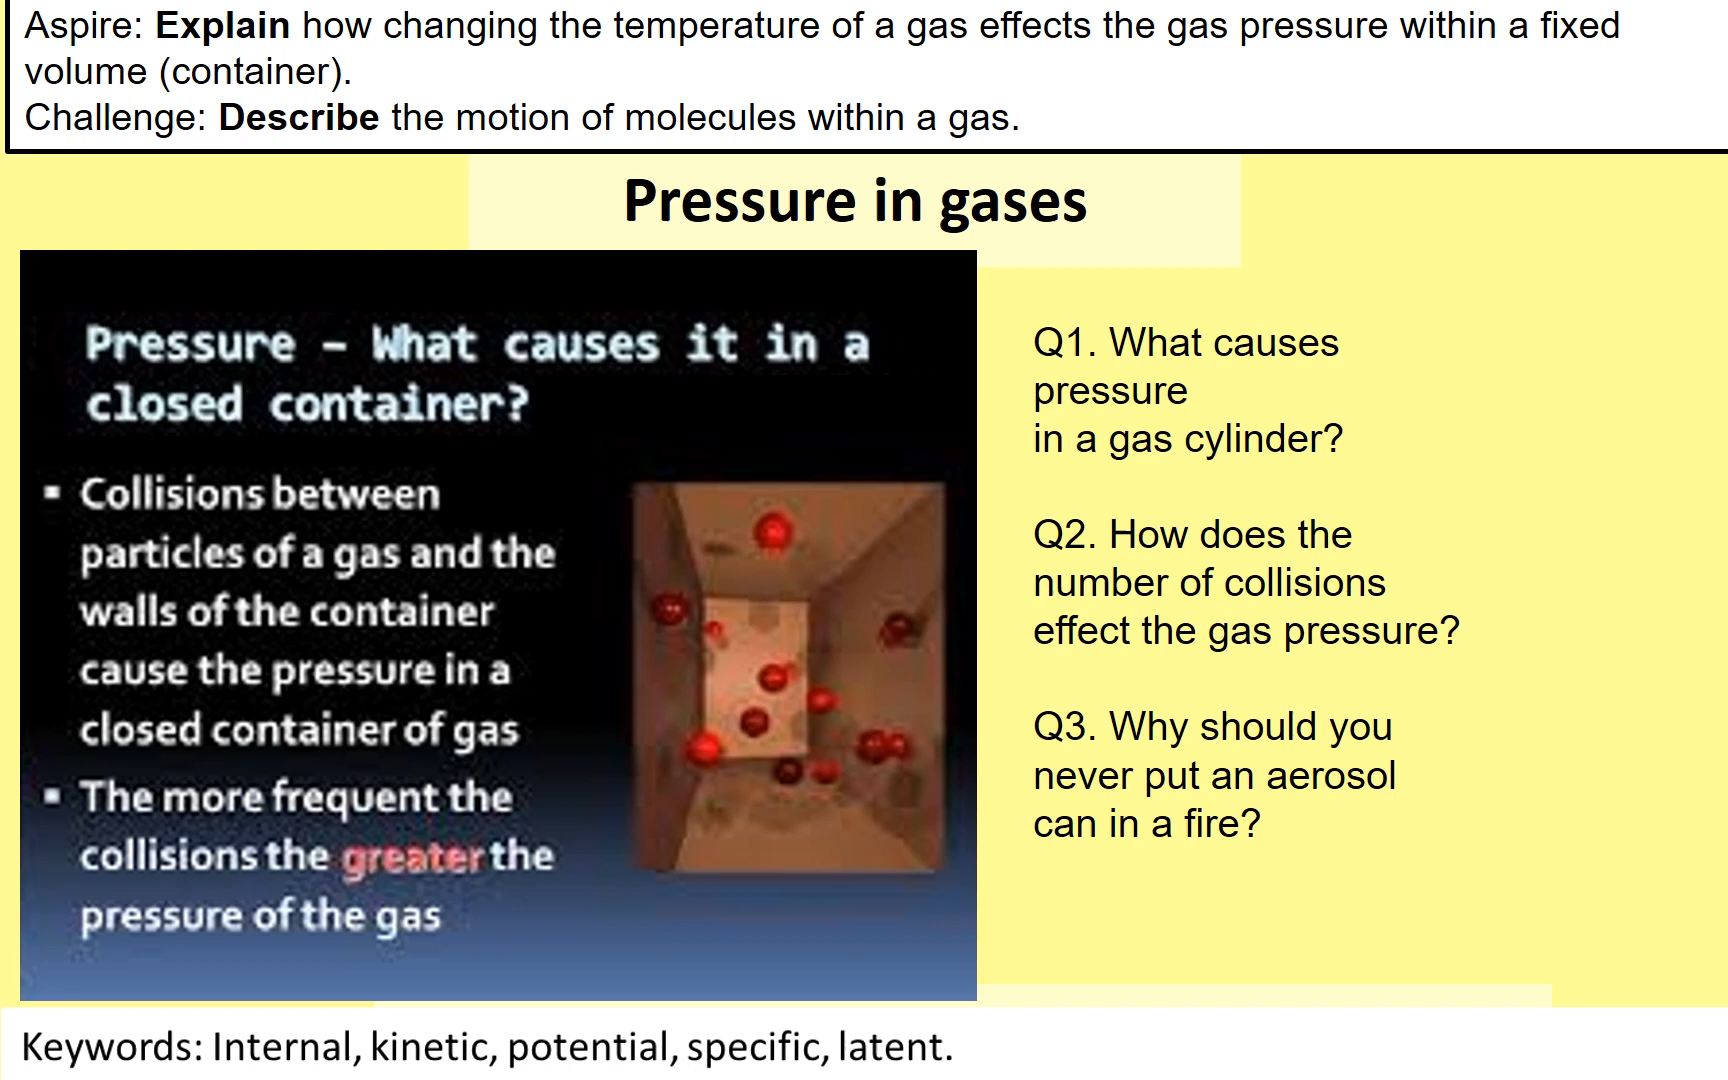 Aspire: Explain how changing the temperature of a gas effects the gas pressure within a fixed
volume (container).
Challenge: Describe the motion of molecules within a gas.
Pressure in gases
Pressure – What causes it in a
closed container?
▪ Collisions between
particles of a gas and the
walls of the container
cause the pressure in a
closed container of gas
▪ The more frequent the
collisions the greater the
pressure of the gas
Q1. What causes
pressure
in a gas cylinder?
Q2. How does the
number of collisions
effect the gas pressure?
Q3. Why should you
never put an aerosol
can in a fire?
Keywords: Internal, kinetic, potential, specific, latent.